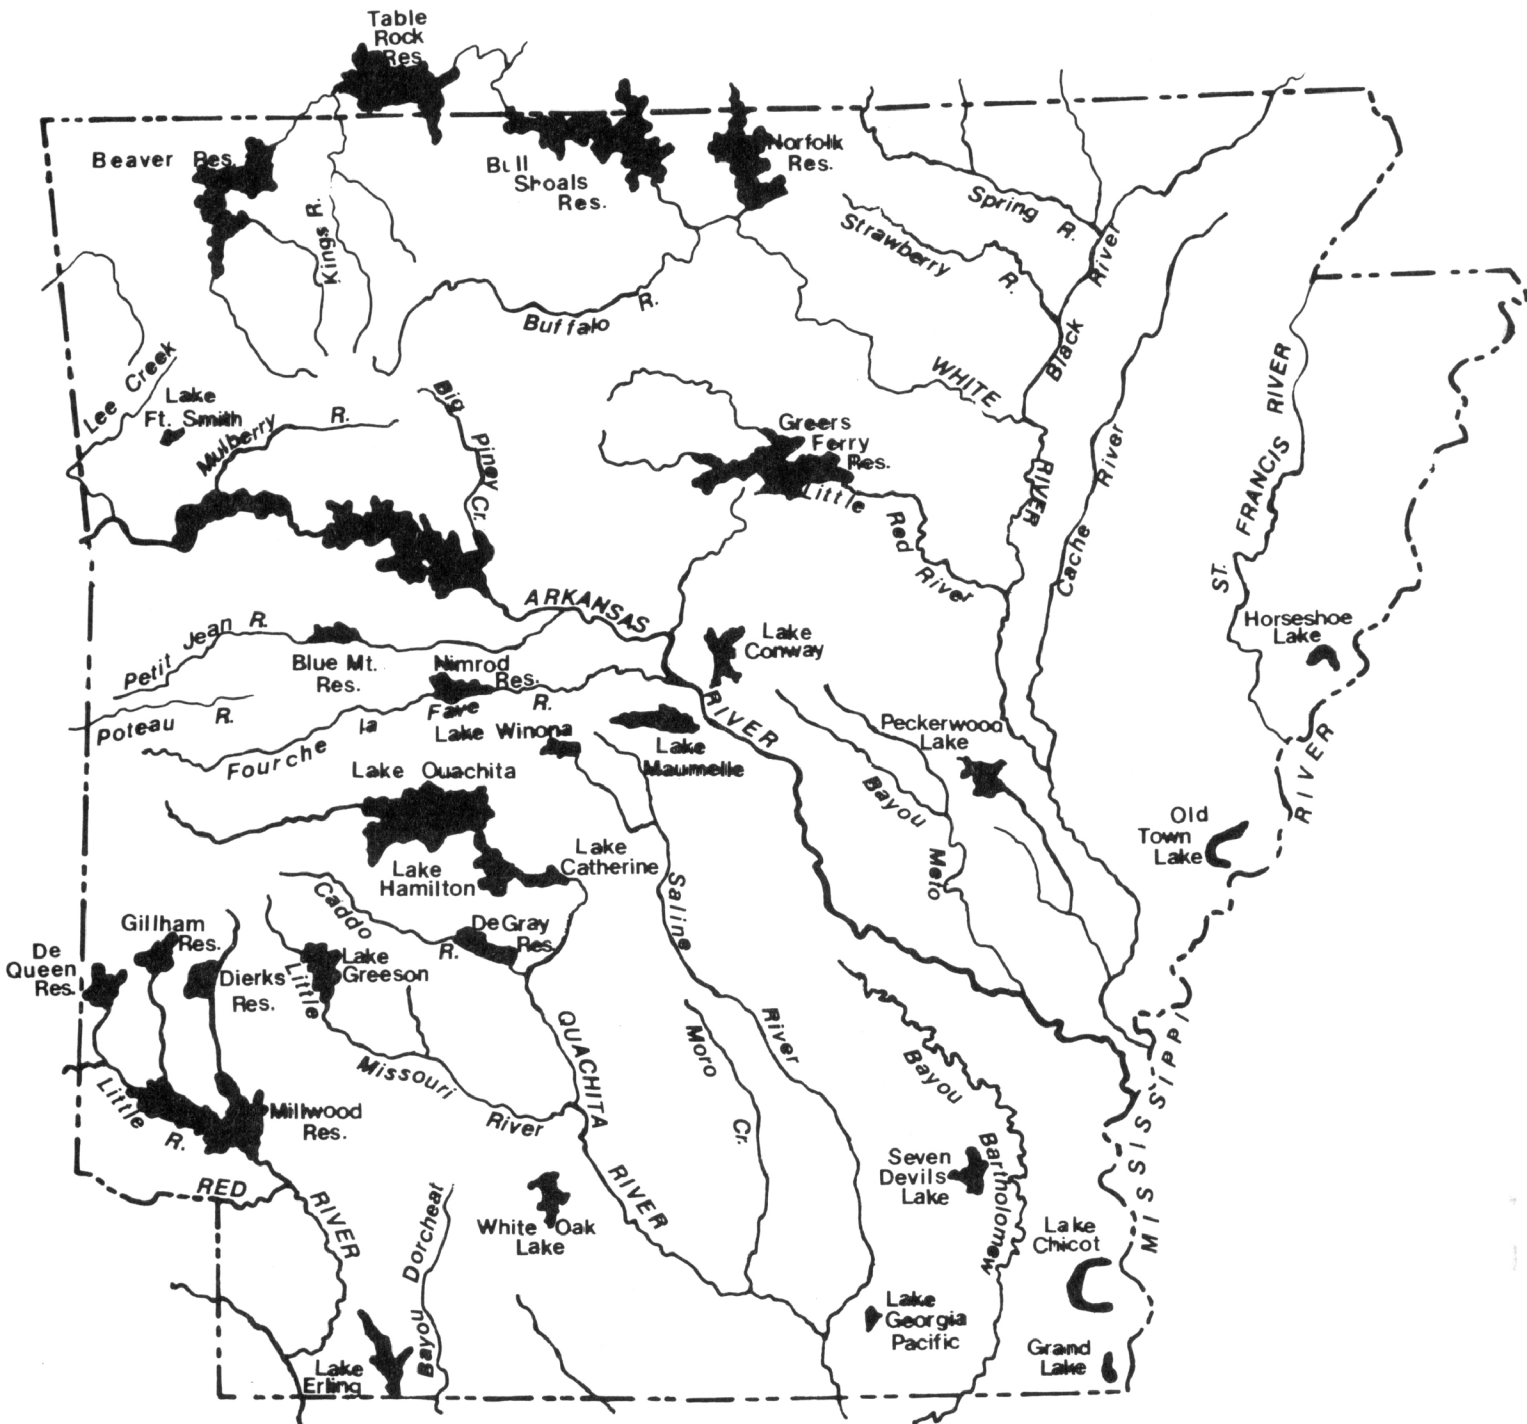 Table
Rock
Res.
Beaver Res.
Bull
Shoals
Res.
Norfolk
Res.
Kings R.
Spring R.
Strawberry R.
Black River
Buffalo R.
WHITE RIVER
Lee Creek
Lake
Ft. Smith
Mulberry R.
Big Piney Cr.
Greers
Ferry
Res.
Little Red River
Cache River
ST. FRANCIS RIVER
ARKANSAS RIVER
Petit Jean R.
Blue Mt.
Res.
Nimrod
Res.
Lake
Conway
Horseshoe
Lake
Poteau R.
Fourche la Fave R.
Lake Winona
Lake
Maumelle
Peckerwood
Lake
Lake Ouachita
Bayou Meto
Old
Town
Lake
Lake
Hamilton
Lake
Catherine
Caddo R.
De Gray
Res.
Saline River
Gillham
Res.
De
Queen
Res.
Dierks
Res.
Lake
Greeson
Little Missouri River
QUACHITA RIVER
Moro Cr.
Bayou Bartholomew
MISSISSIPPI RIVER
Little R.
Millwood
Res.
RED RIVER
Bayou Dorcheat
White Oak
Lake
Seven
Devils
Lake
Lake
Chicot
Lake
Georgia
Pacific
Grand
Lake
Lake
Erling